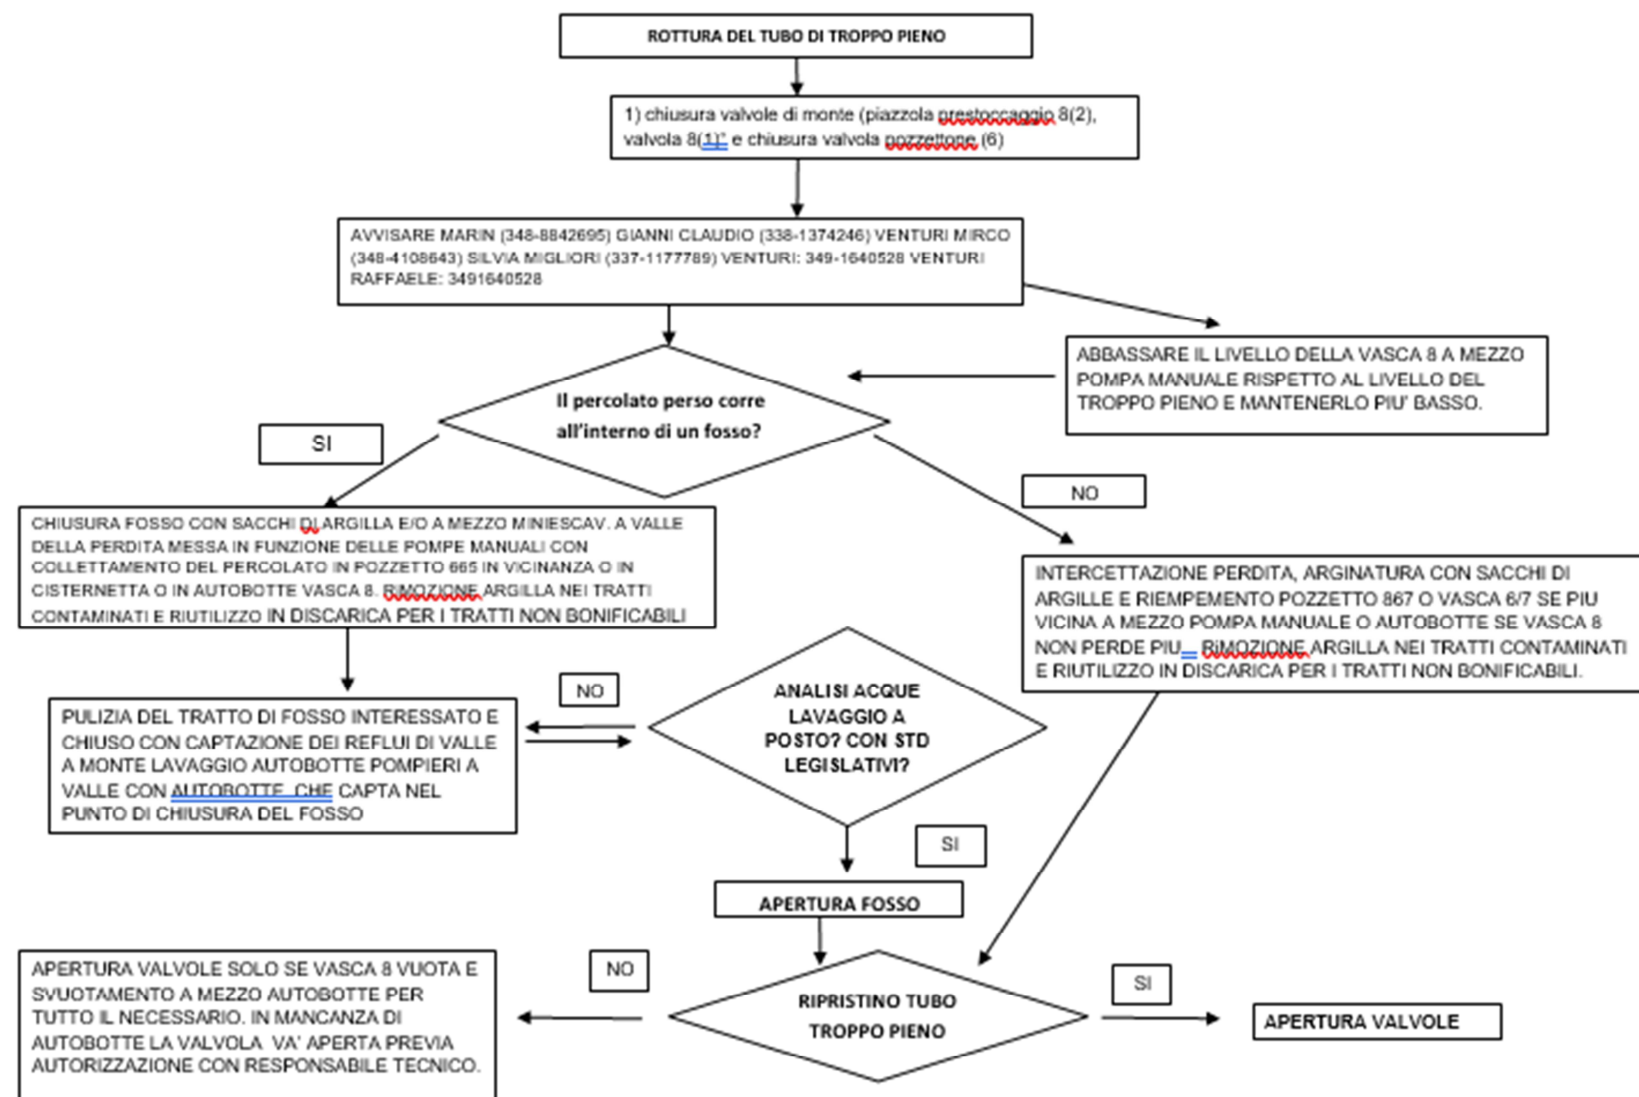 ROTTURA DEL TUBO DI TROPPO PIENO
1) chiusura valvole di monte (piazzola prestoccaggio 8(2),
valvola 8(1)" e chiusura valvola pozzettone (6)
AVVISARE MARIN (348-8842695) GIANNI CLAUDIO (338-1374246) VENTURI MIRCO
(348-4108643) SILVIA MIGLIORI (337-1177789) VENTURI: 349-1640528 VENTURI
RAFFAELE: 3491640528
ABBASSARE IL LIVELLO DELLA VASCA 8 A MEZZO
POMPA MANUALE RISPETTO AL LIVELLO DEL
TROPPO PIENO E MANTENERLO PIU' BASSO.
Il percolato perso corre
all'interno di un fosso?
SI
NO
CHIUSURA FOSSO CON SACCHI DI ARGILLA E/O A MEZZO MINIESCAV. A VALLE
DELLA PERDITA MESSA IN FUNZIONE DELLE POMPE MANUALI CON
COLLETTAMENTO DEL PERCOLATO IN POZZETTO 665 IN VICINANZA O IN
CISTERNETTA O IN AUTOBOTTE VASCA 8. RiMOZIONE ARGILLA NEI TRATTI
CONTAMINATI E RIUTILIZZO IN DISCARICA PER I TRATTI NON BONIFICABILI
INTERCETTAZIONE PERDITA, ARGINATURA CON SACCHI DI
ARGILLE E RIEMPEMENTO POZZETTO 867 O VASCA 6/7 SE PIU
VICINA A MEZZO POMPA MANUALE O AUTOBOTTE SE VASCA 8
NON PERDE PIU RiMOZIONE ARGILLA NEI TRATTI CONTAMINATI
E RIUTILIZZO IN DISCARICA PER I TRATTI NON BONIFICABILI.
PULIZIA DEL TRATTO DI FOSSO INTERESSATO E
CHIUSO CON CAPTAZIONE DEI REFLUI DI VALLE
A MONTE LAVAGGIO AUTOBOTTE POMPIERI A
VALLE CON AUTOBOTTE CHE CAPTA NEL
PUNTO DI CHIUSURA DEL FOSSO
NO
ANALISI ACQUE
LAVAGGIO A
POSTO? CON STD
LEGISLATIVI?
SI
APERTURA FOSSO
APERTURA VALVOLE SOLO SE VASCA 8 VUOTA E
SVUOTAMENTO A MEZZO AUTOBOTTE PER
TUTTO IL NECESSARIO. IN MANCANZA DI
AUTOBOTTE LA VALVOLA VA' APERTA PREVIA
AUTORIZZAZIONE CON RESPONSABILE TECNICO.
NO
RIPRISTINO TUBO
TROPPO PIENO
SI
APERTURA VALVOLE